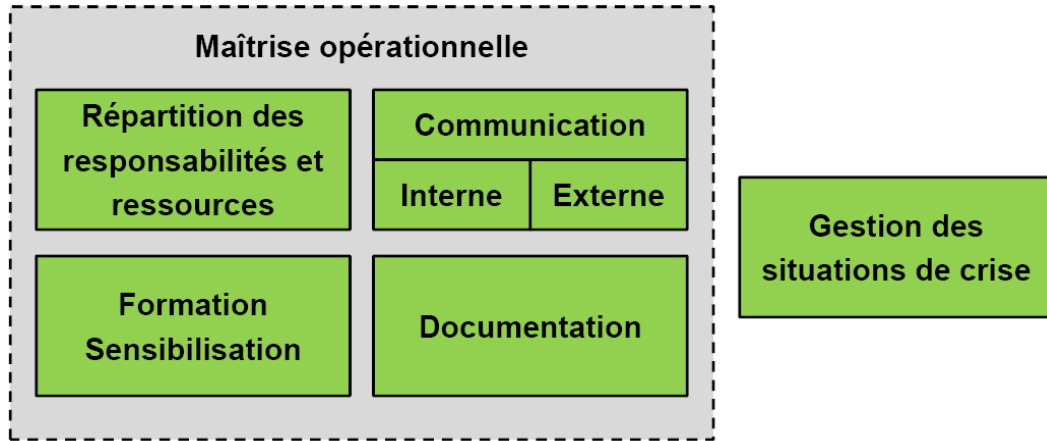 Maîtrise opérationnelle
Répartition des
responsabilités et
ressources
Communication
Interne
Externe
Formation
Sensibilisation
Documentation
Gestion des
situations de crise